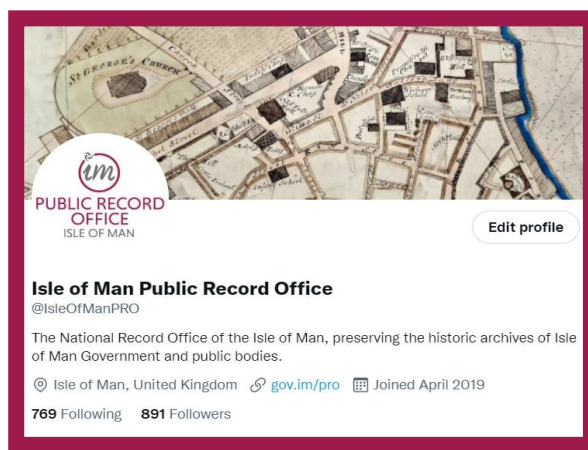 St GEORGE'S CHURCH
im
PUBLIC RECORD
OFFICE
ISLE OF MAN
Edit profile
Isle of Man Public Record Office
@IsleOfManPRO
The National Record Office of the Isle of Man, preserving the historic archives of Isle
of Man Government and public bodies.
Isle of Man, United Kingdom gov.im/pro Joined April 2019
769 Following 891 Followers